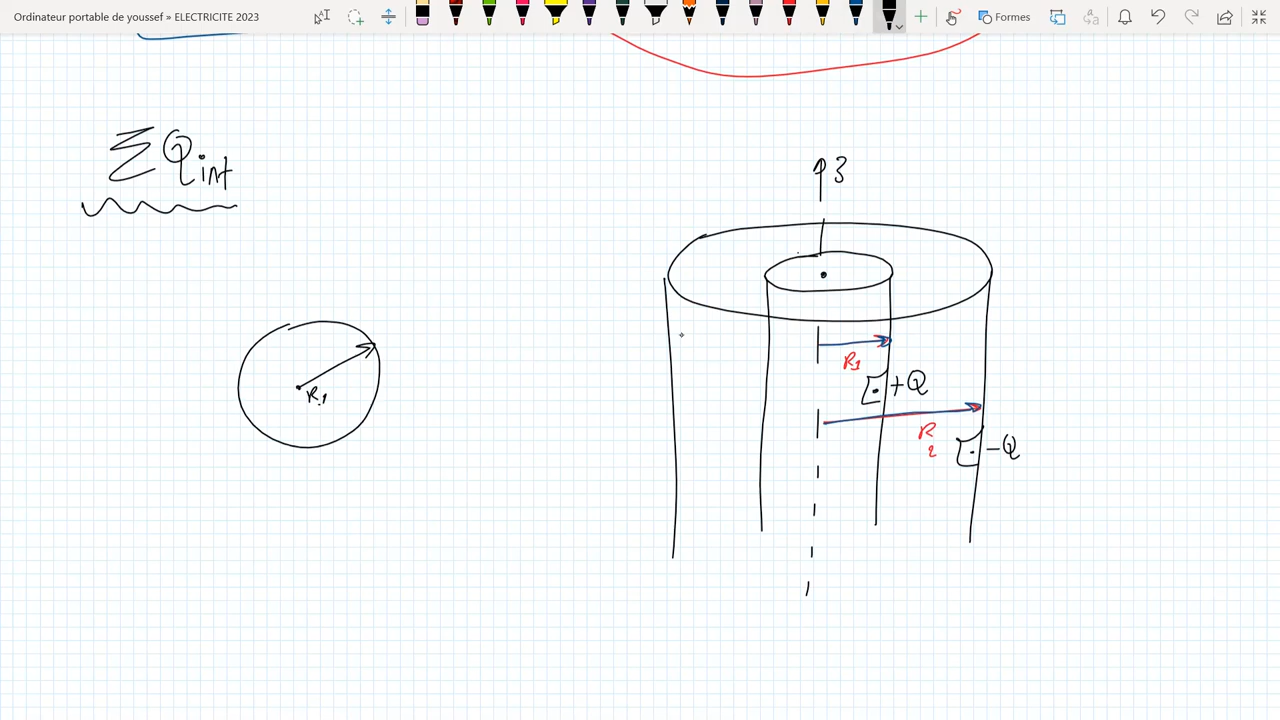 Ordinateur portable de youssef » ELECTRICITE 2023
Formes
ΣQint
z
R1
R1
+Q
R2
-Q